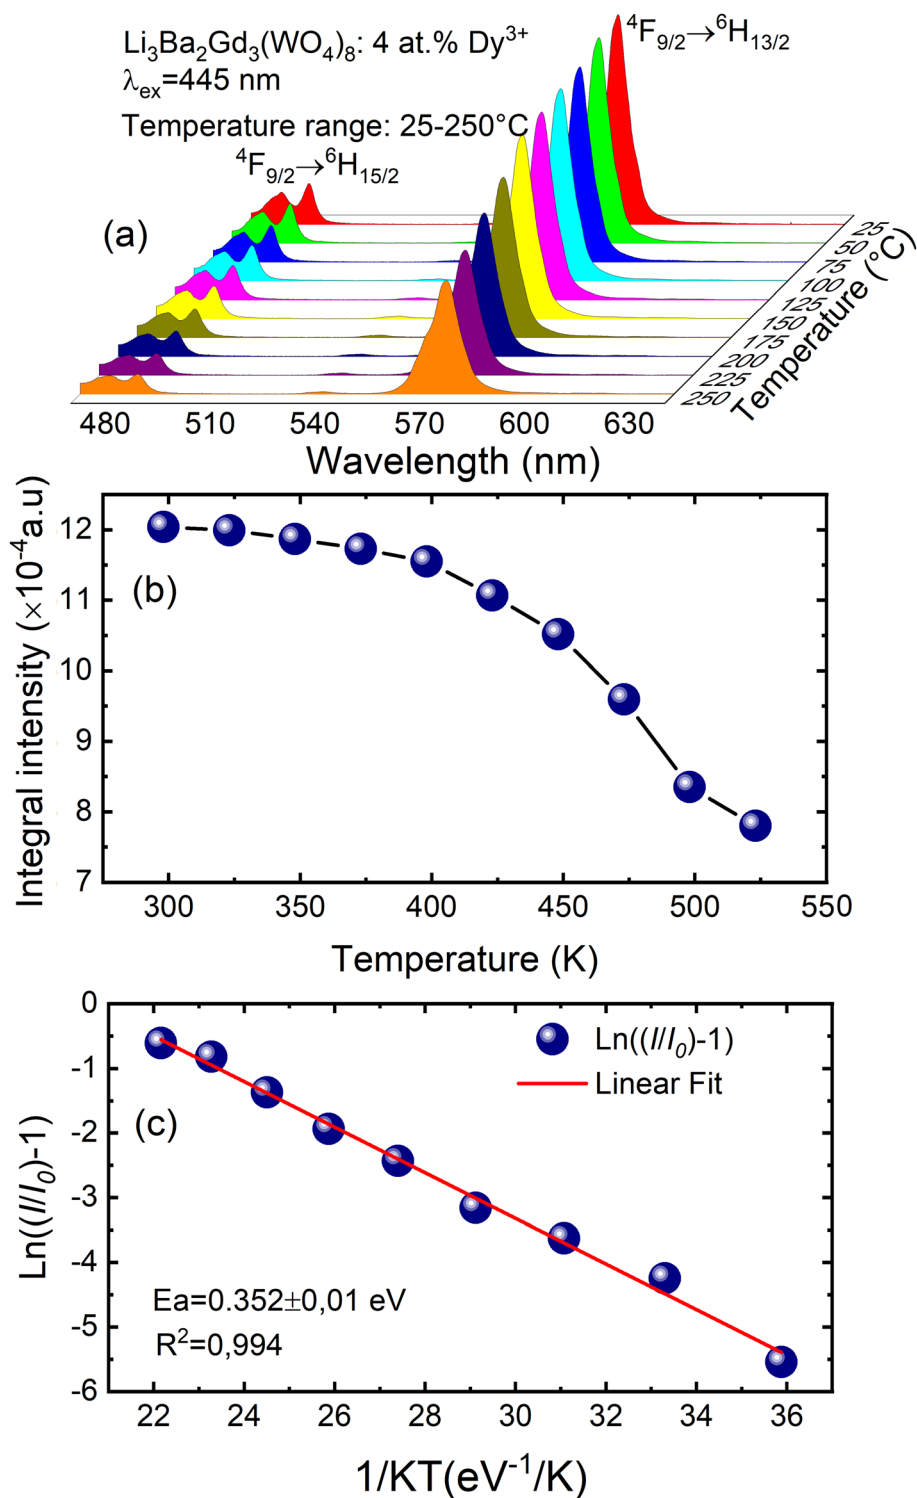 Li₃Ba₂Gd₃(WO₄)₈: 4 at.% Dy³⁺
λₑₓ=445 nm
Temperature range: 25-250°C
⁴F₉/₂→⁶H₁₃/₂
⁴F₉/₂→⁶H₁₅/₂
(a)
25
50
75
100
125
150
175
200
225
250
Temperature (°C)
480 510 540 570 600 630
Wavelength (nm)
Integral intensity (×10⁻⁴a.u)
12
11
10
9
8
7
(b)
300 350 400 450 500 550
Temperature (K)
Ln((I/I₀)-1)
0
-1
-2
-3
-4
-5
-6
(c)
Ln((I/I₀)-1)
Linear Fit
Ea=0.352±0,01 eV
R²=0,994
22 24 26 28 30 32 34 36
1/KT(eV⁻¹/K)